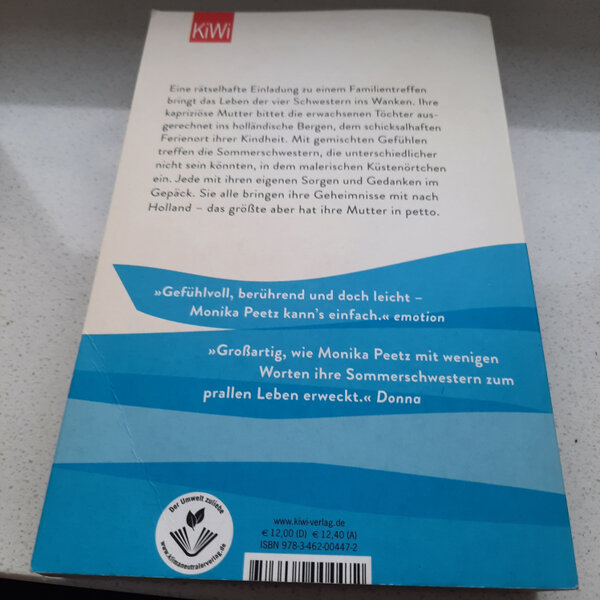 KiWi
Eine rätselhafte Einladung zu einem Familientreffen
bringt das Leben der vier Schwestern ins Wanken. Ihre
kapriziöse Mutter bittet die erwachsenen Töchter aus-
gerechnet ins holländische Bergen, dem schicksalhaften
Ferienort ihrer Kindheit. Mit gemischten Gefühlen
treffen die Sommerschwestern, die unterschiedlicher
nicht sein könnten, in dem malerischen Küstenörtchen
ein. Jede mit ihren eigenen Sorgen und Gedanken im
Gepäck. Sie alle bringen ihre Geheimnisse mit nach
Holland – das größte aber hat ihre Mutter in petto.
»Gefühlvoll, berührend und doch leicht –
Monika Peetz kann's einfach.« emotion
»Großartig, wie Monika Peetz mit wenigen
Worten ihre Sommerschwestern zum
prallen Leben erweckt.« Donna
Der Umwelt zuliebe
www.klimaneutralerverlag.de
www.kiwi-verlag.de
€ 12,00 (D) € 12,40 (A)
ISBN 978-3-462-00447-2